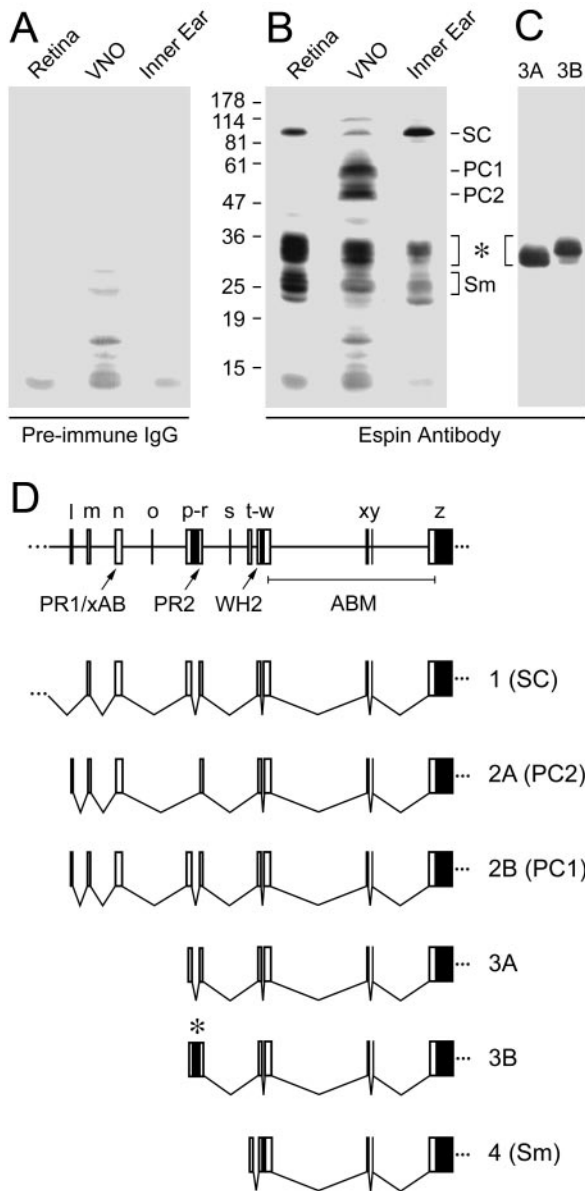 A
B
C
Retina
VNO
Inner Ear
Retina
VNO
Inner Ear
3A 3B
178
114
81
61
47
36
25
19
15
SC
PC1
PC2
*
Sm
Pre-immune IgG
Espin Antibody
D
l m n o p-r s t-w xy z
PR1/xAB PR2 WH2 ABM
1 (SC)
2A (PC2)
2B (PC1)
3A
*
3B
4 (Sm)